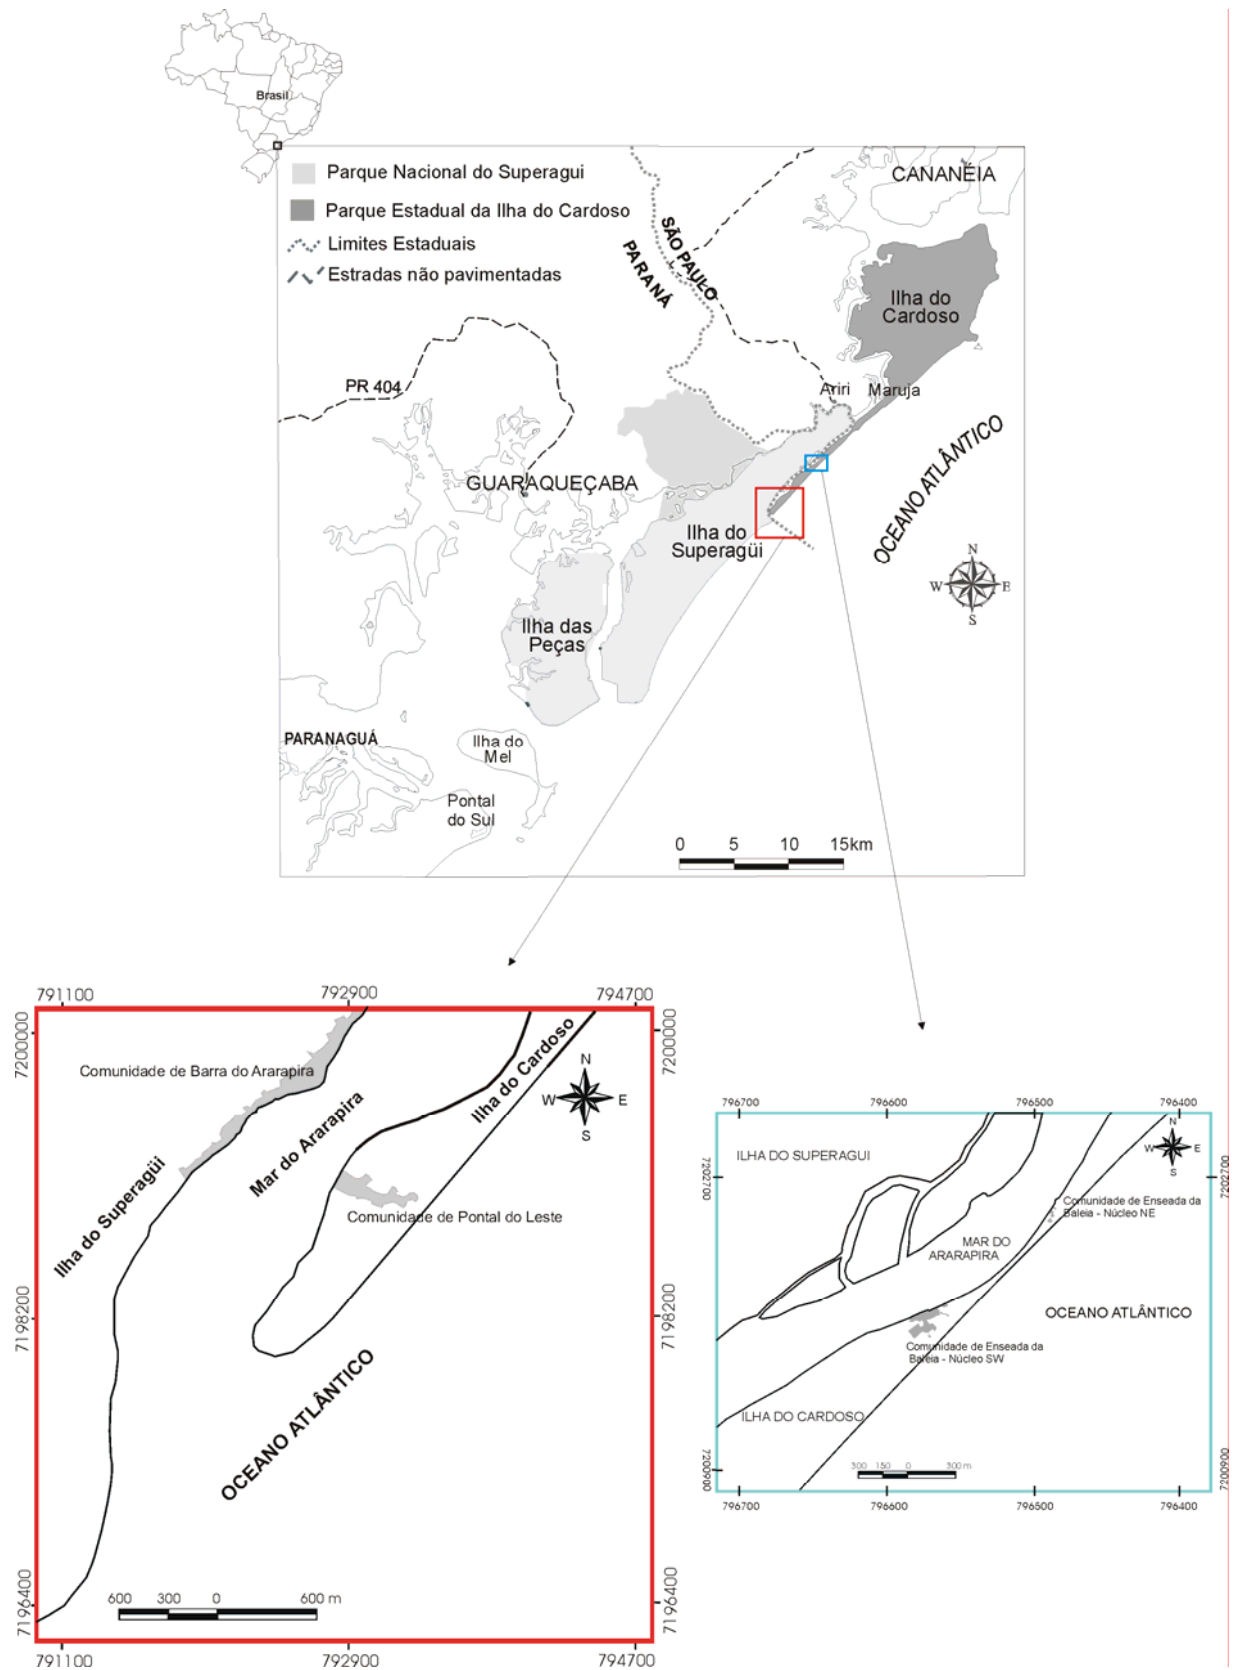 Brasil
Parque Nacional do Superagui
Parque Estadual da Ilha do Cardoso
Limites Estaduais
Estradas não pavimentadas
CANANÉIA
SÃO PAULO
PARANÁ
Ilha do
Cardoso
PR 404
Ariri
Maruja
GUARAQUEÇABA
OCEANO ATLÂNTICO
Ilha do
Superagüi
N
W
E
S
Ilha das
Peças
PARANAGUÁ
Ilha do
Mel
Pontal
do Sul
0 5 10 15km
791100 792900 794700
7200000
7200000
Comunidade de Barra do Ararapira
Ilha do Cardoso
N
W
E
S
Mar do Ararapira
Ilha do Superagüi
Comunidade de Pontal do Leste
7198200
7198200
OCEANO ATLÂNTICO
600 300 0 600 m
7196400
7196400
791100 792900 794700
796700 796600 796500 796400
N
W
E
S
ILHA DO SUPERAGUI
7202700
7202700
Comunidade de Enseada da
Baleia - Núcleo NE
MAR DO
ARARAPIRA
OCEANO ATLÂNTICO
Comunidade de Enseada da
Baleia - Núcleo SW
ILHA DO CARDOSO
300 150 0 300 m
7200900
7200900
796700 796600 796500 796400